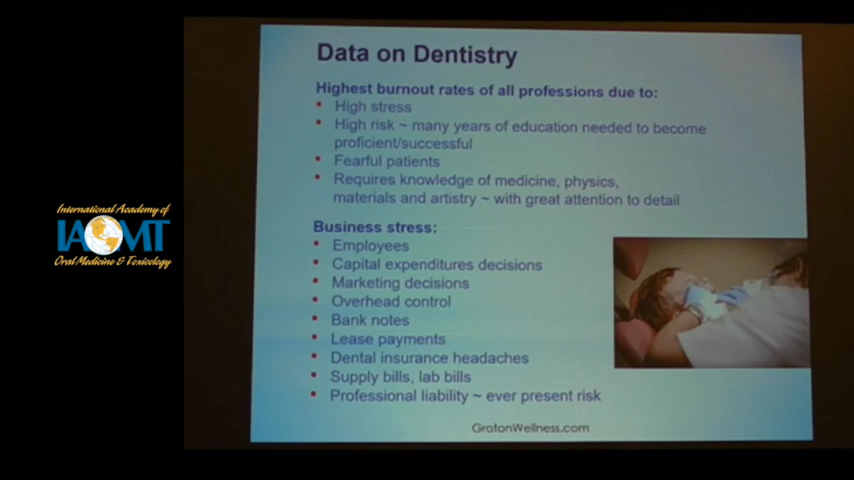 Data on Dentistry
Highest burnout rates of all professions due to:
• High stress
• High risk ~ many years of education needed to become
proficient/successful
• Fearful patients
• Requires knowledge of medicine, physics,
materials and artistry ~ with great attention to detail
International Academy of
IAOMT
Oral Medicine & Toxicology
Business stress:
• Employees
• Capital expenditures decisions
• Marketing decisions
• Overhead control
• Bank notes
• Lease payments
• Dental insurance headaches
• Supply bills, lab bills
• Professional liability ~ ever present risk
GrotonWellness.com